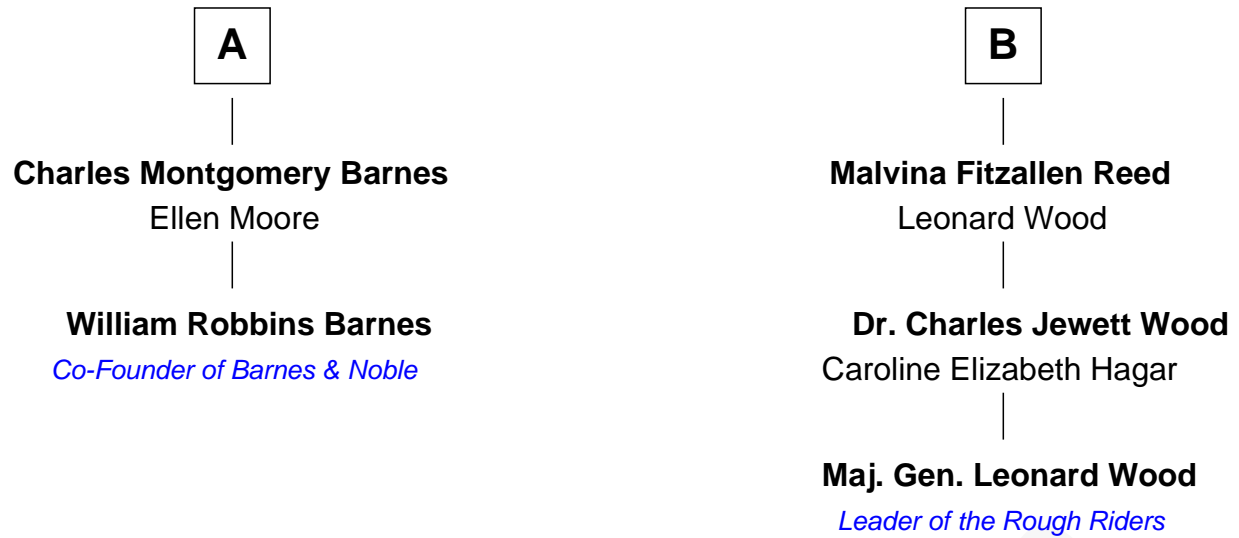 A
Charles Montgomery Barnes
Ellen Moore
William Robbins Barnes
Co-Founder of Barnes & Noble
B
Malvina Fitzallen Reed
Leonard Wood
Dr. Charles Jewett Wood
Caroline Elizabeth Hagar
Maj. Gen. Leonard Wood
Leader of the Rough Riders